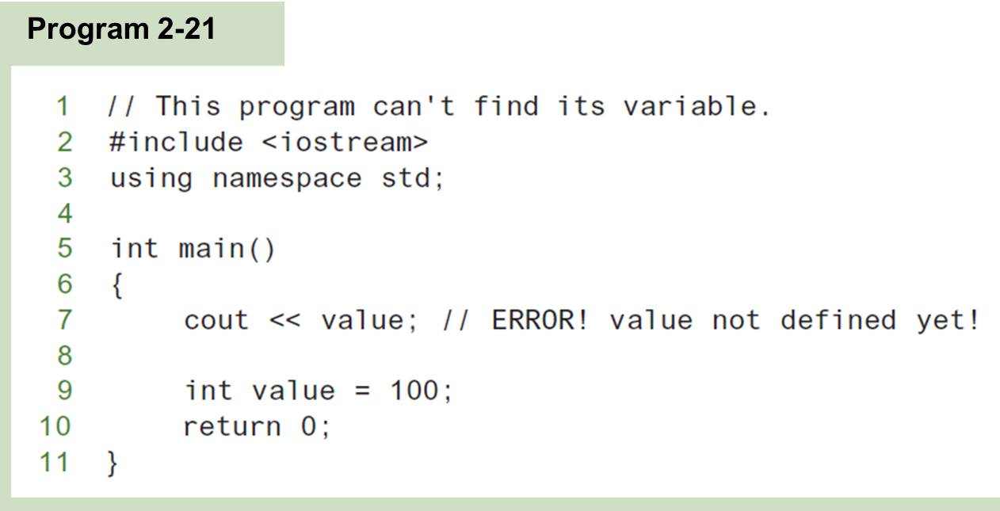 Program 2-21
1 // This program can't find its variable.
2 #include <iostream>
3 using namespace std;
4
5 int main()
6 {
7 cout << value; // ERROR! value not defined yet!
8
9 int value = 100;
10 return 0;
11 }